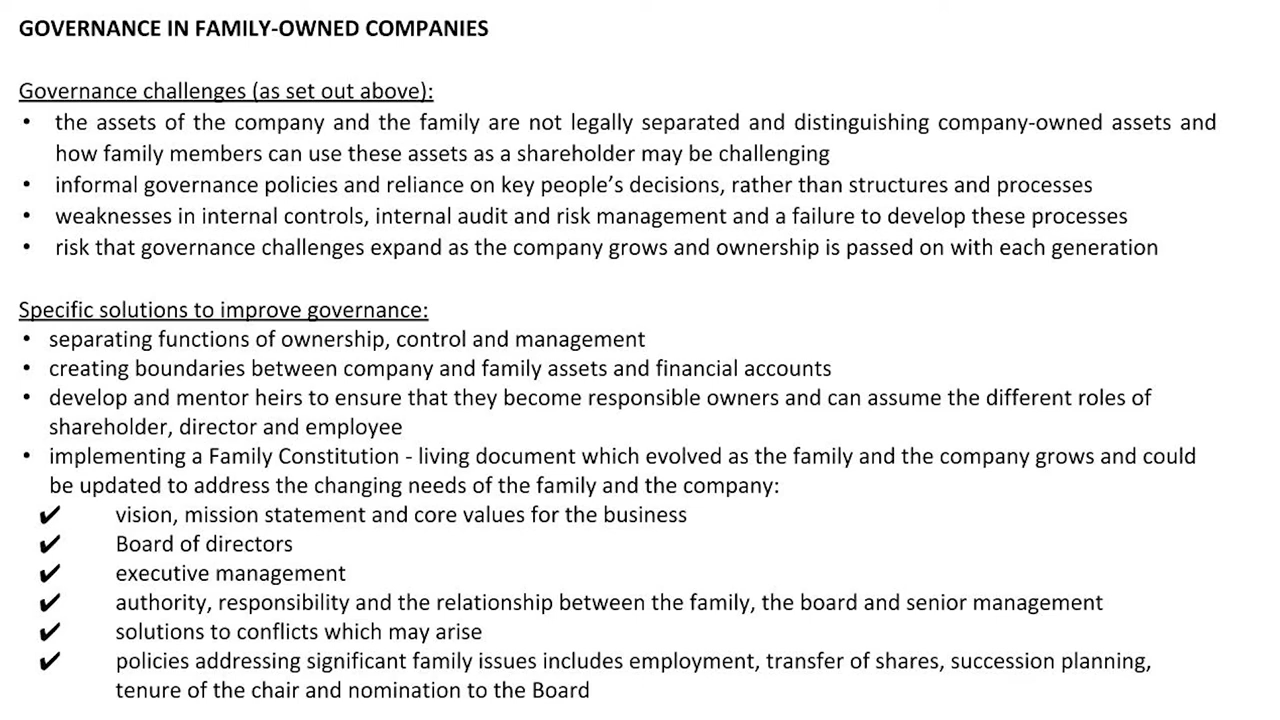 GOVERNANCE IN FAMILY-OWNED COMPANIES
Governance challenges (as set out above):
• the assets of the company and the family are not legally separated and distinguishing company-owned assets and
how family members can use these assets as a shareholder may be challenging
• informal governance policies and reliance on key people’s decisions, rather than structures and processes
• weaknesses in internal controls, internal audit and risk management and a failure to develop these processes
• risk that governance challenges expand as the company grows and ownership is passed on with each generation
Specific solutions to improve governance:
• separating functions of ownership, control and management
• creating boundaries between company and family assets and financial accounts
• develop and mentor heirs to ensure that they become responsible owners and can assume the different roles of
shareholder, director and employee
• implementing a Family Constitution - living document which evolved as the family and the company grows and could
be updated to address the changing needs of the family and the company:
✔ vision, mission statement and core values for the business
✔ Board of directors
✔ executive management
✔ authority, responsibility and the relationship between the family, the board and senior management
✔ solutions to conflicts which may arise
✔ policies addressing significant family issues includes employment, transfer of shares, succession planning,
tenure of the chair and nomination to the Board